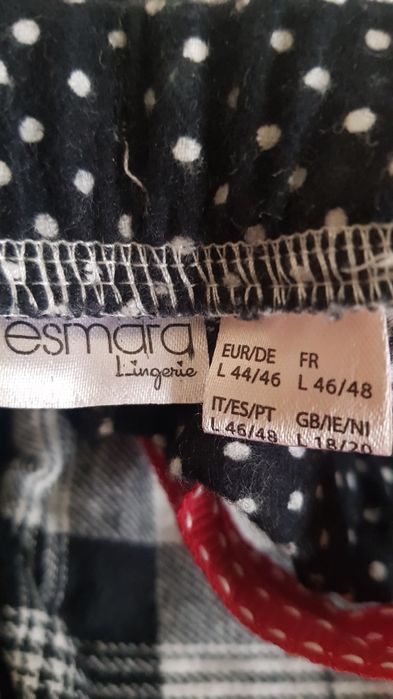 esmara
Lingerie
EUR/DE FR
L 44/46 L 46/48
IT/ES/PT GB/IE/NI
L 46/48 L 18/20